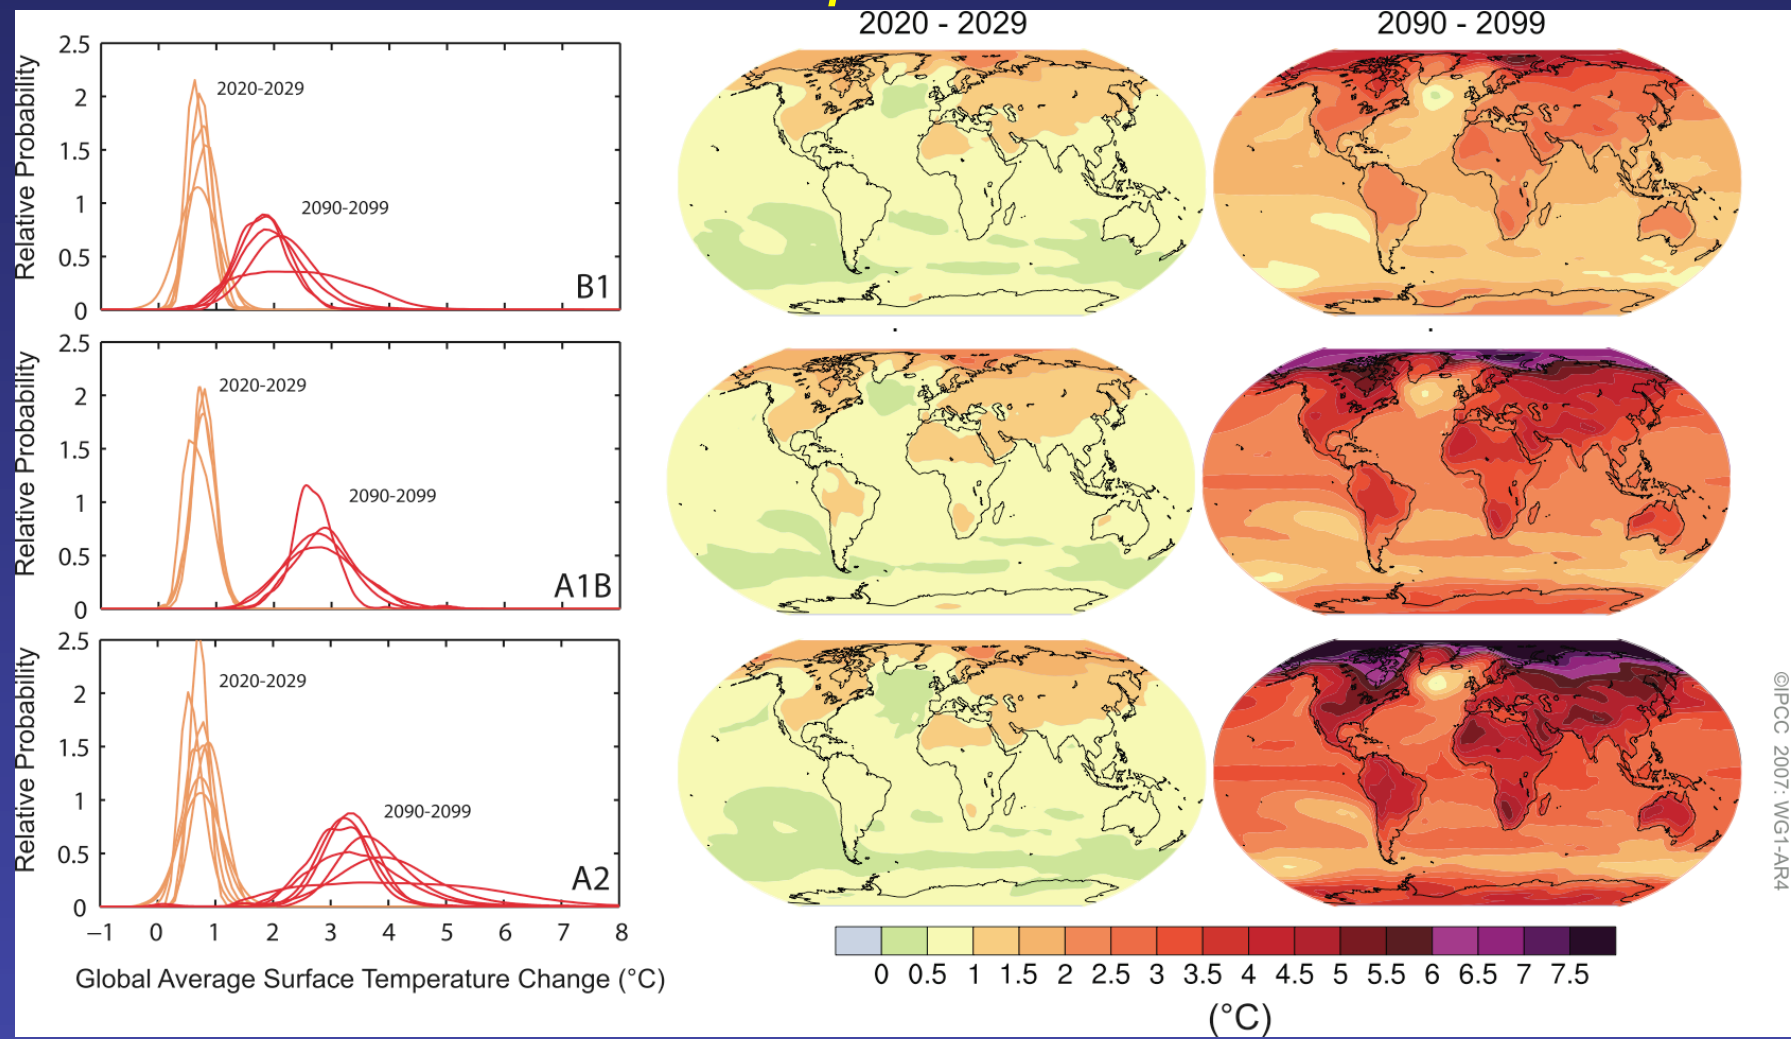 2020 - 2029
2090 - 2099
Relative Probability
2.5
2
1.5
1
0.5
0
2020-2029
2090-2099
B1
Relative Probability
2.5
2
1.5
1
0.5
0
2020-2029
2090-2099
A1B
Relative Probability
2.5
2
1.5
1
0.5
0
2020-2029
2090-2099
A2
−1 0 1 2 3 4 5 6 7 8
Global Average Surface Temperature Change (°C)
0 0.5 1 1.5 2 2.5 3 3.5 4 4.5 5 5.5 6 6.5 7 7.5
(°C)
©IPCC 2007: WG1-AR4